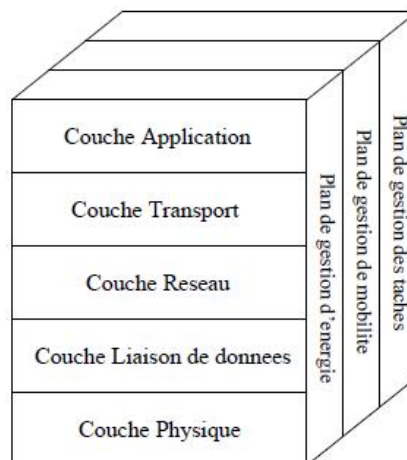 Couche Application
Couche Transport
Couche Reseau
Couche Liaison de donnees
Couche Physique
Plan de gestion d'energie
Plan de gestion de mobilite
Plan de gestion des taches